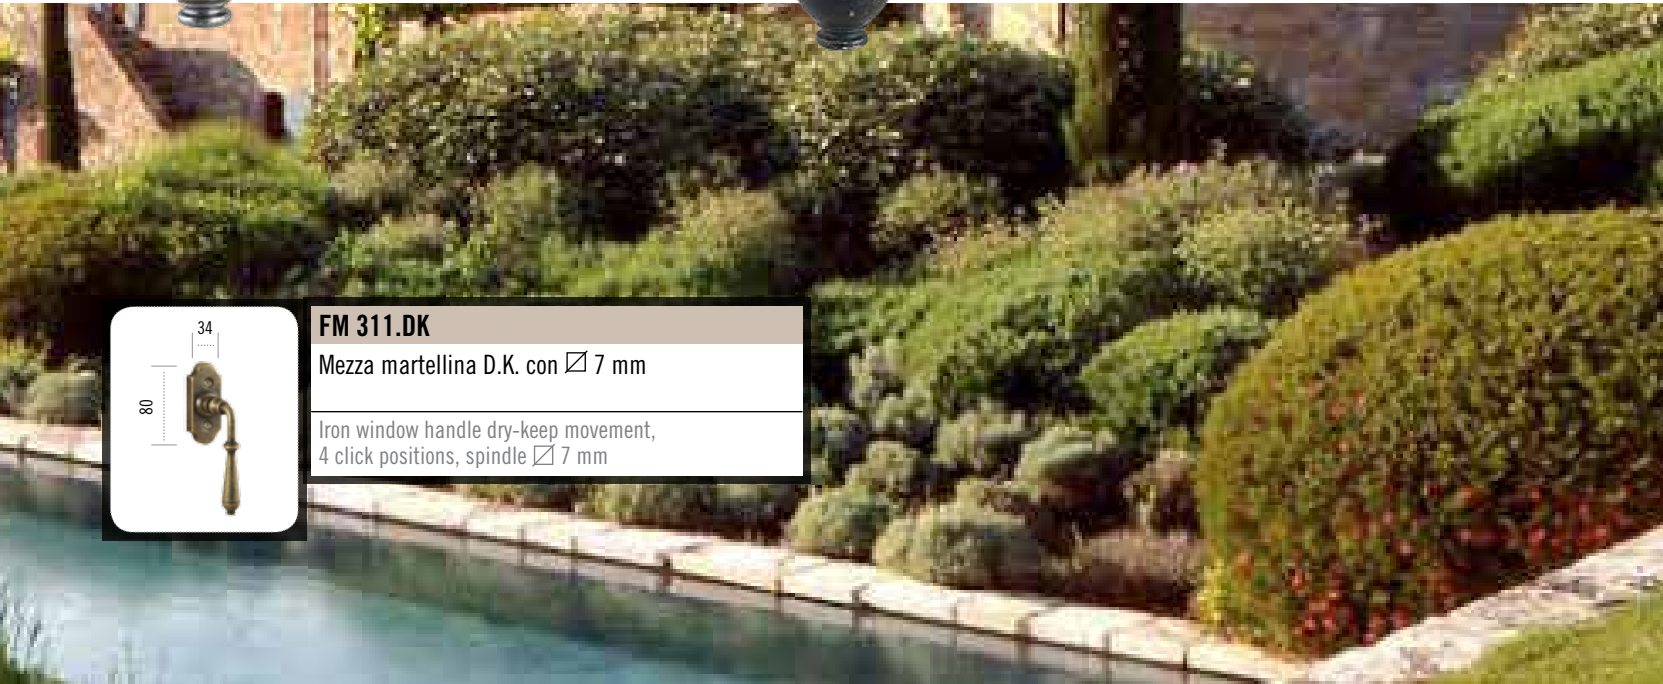 34
80
FM 311.DK
Mezza martellina D.K. con ⌀ 7 mm
Iron window handle dry-keep movement,
4 click positions, spindle ⌀ 7 mm